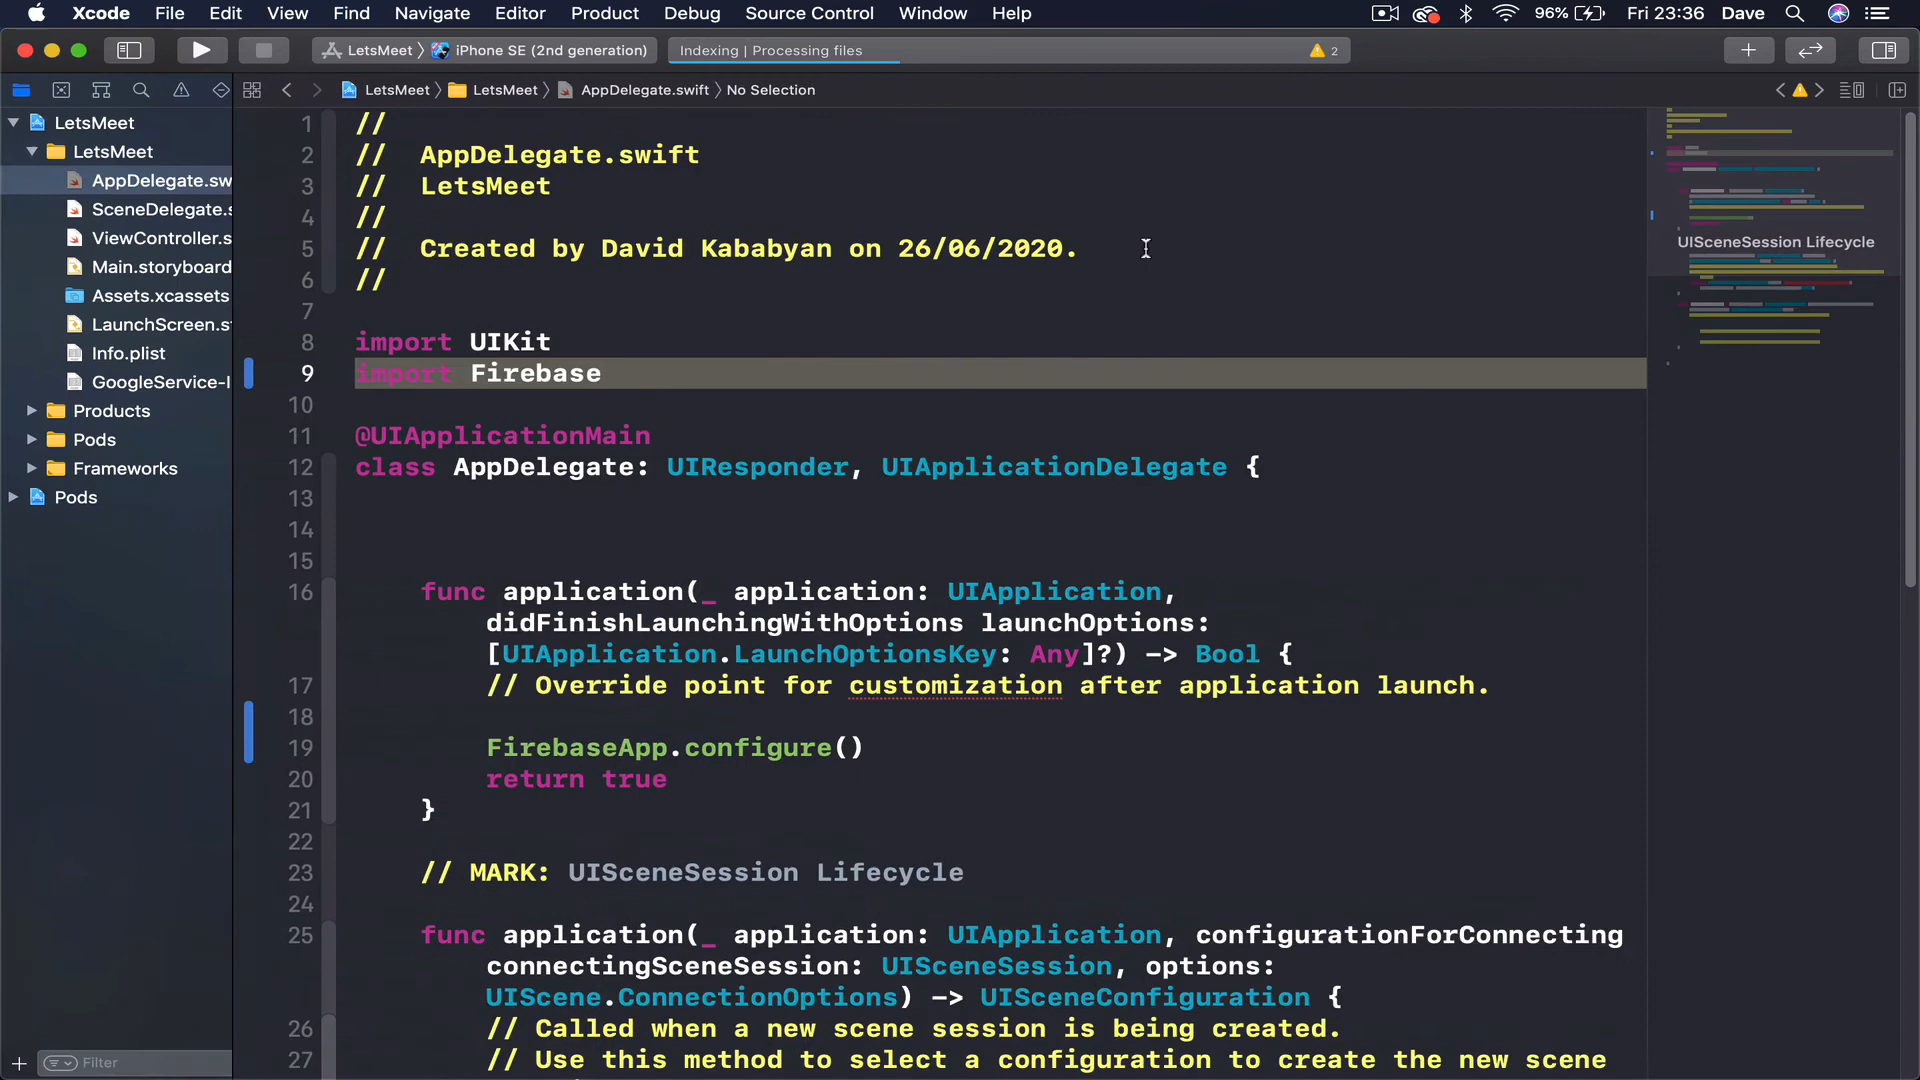 Xcode File Edit View Find Navigate Editor Product Debug Source Control Window Help 96% Fri 23:36 Dave
LetsMeet iPhone SE (2nd generation) Indexing | Processing files 2
LetsMeet LetsMeet AppDelegate.swift No Selection
LetsMeet
LetsMeet
AppDelegate.sw
SceneDelegate.s
ViewController.s
Main.storyboard
Assets.xcassets
LaunchScreen.s
Info.plist
GoogleService-I
Products
Pods
Frameworks
Pods
Filter
1 //
2 // AppDelegate.swift
3 // LetsMeet
4 //
5 // Created by David Kababyan on 26/06/2020.
6 //
7
8 import UIKit
9 import Firebase
10
11 @UIApplicationMain
12 class AppDelegate: UIResponder, UIApplicationDelegate {
13
14
15
16 func application(_ application: UIApplication,
didFinishLaunchingWithOptions launchOptions:
[UIApplication.LaunchOptionsKey: Any]?) -> Bool {
17 // Override point for customization after application launch.
18
19 FirebaseApp.configure()
20 return true
21 }
22
23 // MARK: UISceneSession Lifecycle
24
25 func application(_ application: UIApplication, configurationForConnecting
connectingSceneSession: UISceneSession, options:
UIScene.ConnectionOptions) -> UISceneConfiguration {
26 // Called when a new scene session is being created.
27 // Use this method to select a configuration to create the new scene
UISceneSession Lifecycle